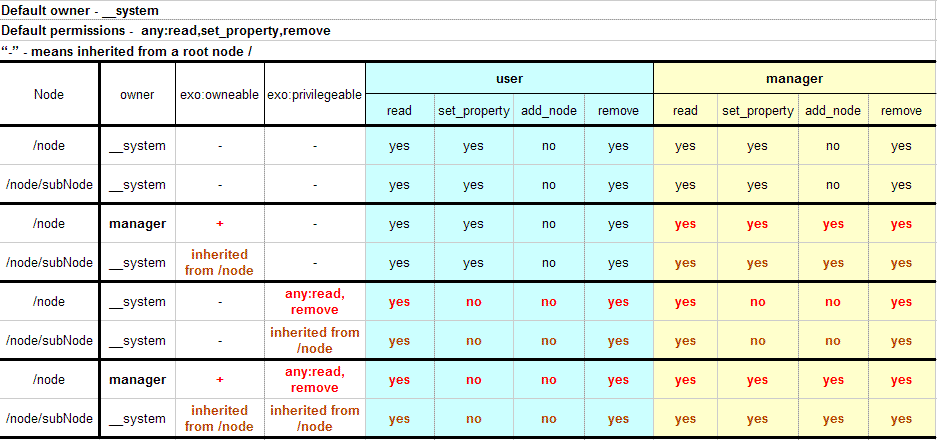 Default owner - __system
Default permissions - any:read,set_property,remove
“-” - means inherited from a root node /
user manager
Node owner exo:owneable exo:privilegeable
read set_property add_node remove read set_property add_node remove
/node __system - - yes yes no yes yes yes no yes
/node/subNode __system - - yes yes no yes yes yes no yes
/node manager + - yes yes no yes yes yes yes yes
inherited
/node/subNode __system - yes yes no yes yes yes yes yes
from /node
any:read,
/node __system - yes no no yes yes no no yes
remove
inherited from
/node/subNode __system - yes no no yes yes no no yes
/node
any:read,
/node manager + yes no no yes yes yes yes yes
remove
inherited inherited from
/node/subNode __system yes no no yes yes yes yes yes
from /node /node